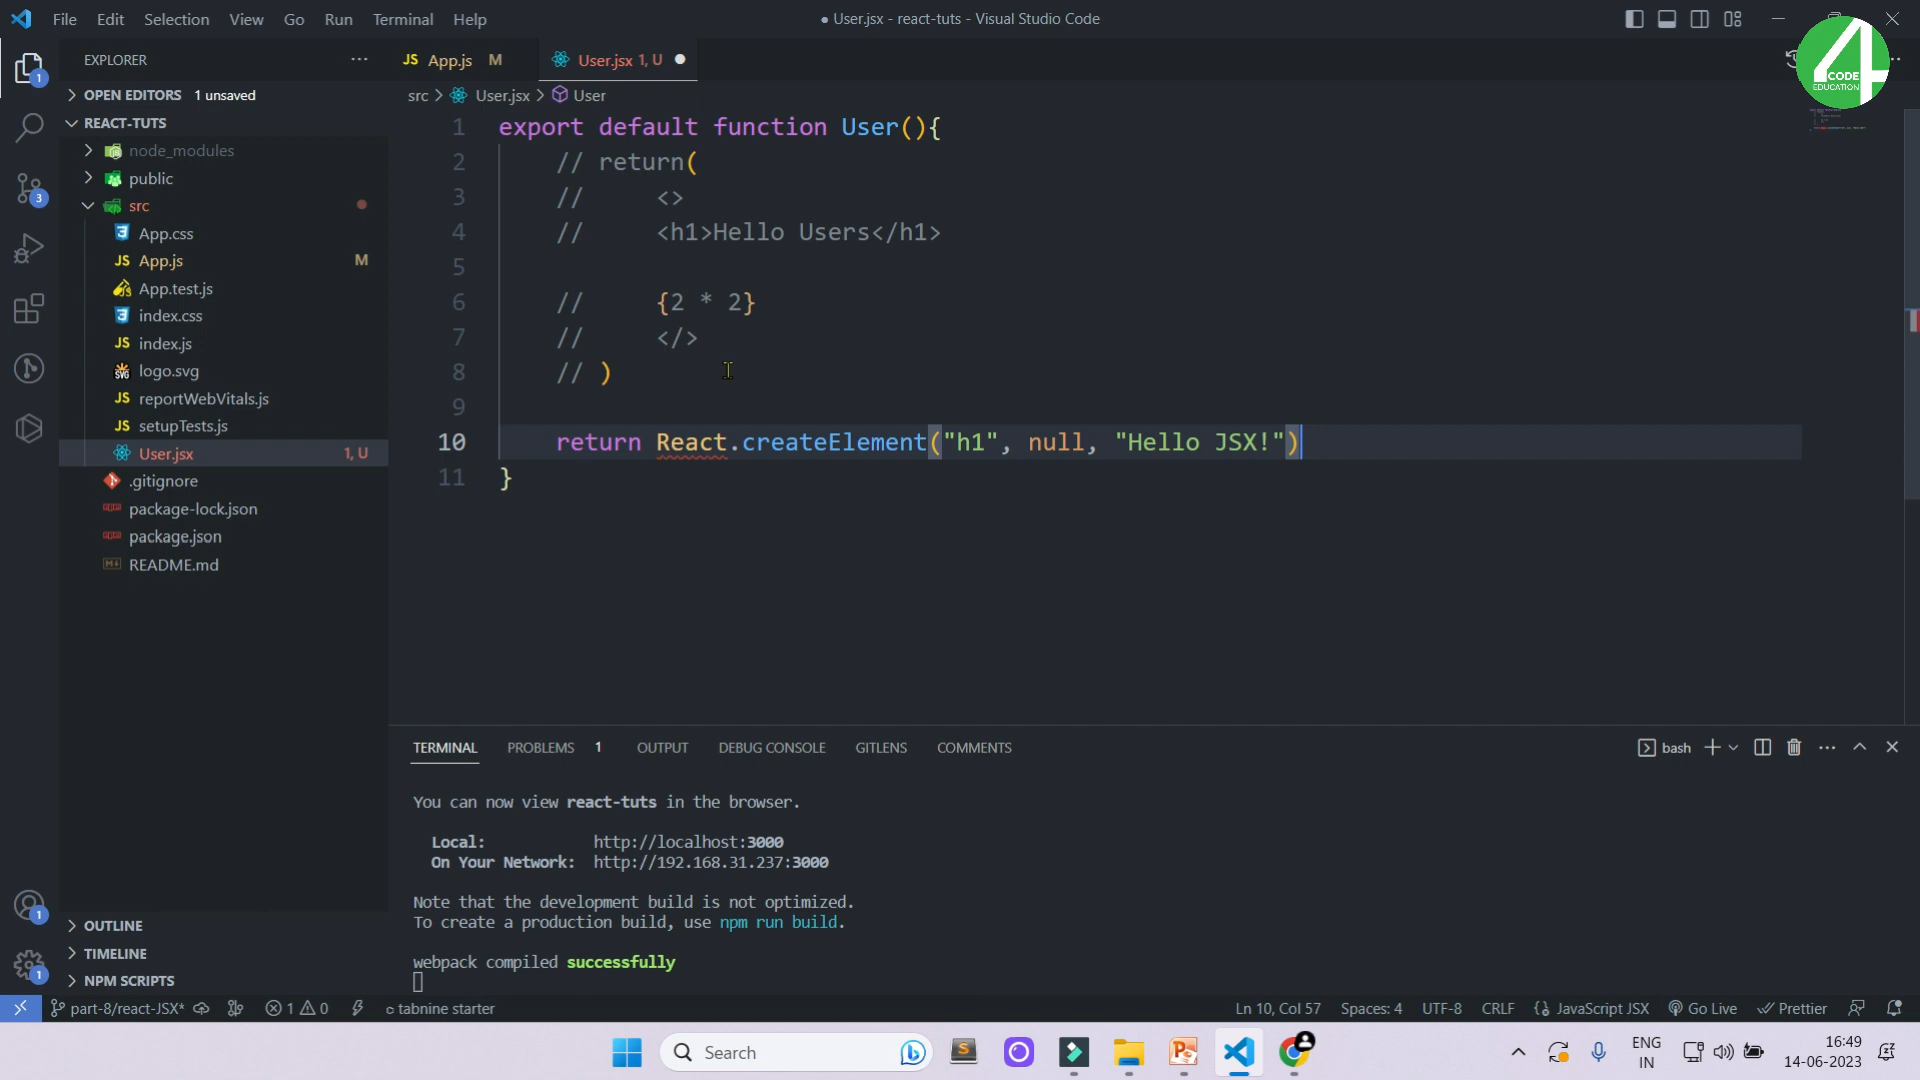 File Edit Selection View Go Run Terminal Help
● User.jsx - react-tuts - Visual Studio Code
CODE
EDUCATION
EXPLORER
OPEN EDITORS 1 unsaved
REACT-TUTS
node_modules
public
src
App.css
App.js M
App.test.js
index.css
index.js
logo.svg
reportWebVitals.js
setupTests.js
User.jsx 1, U
.gitignore
package-lock.json
package.json
README.md
OUTLINE
TIMELINE
NPM SCRIPTS
JS App.js M User.jsx 1, U
src > User.jsx > User
1 export default function User(){
2 // return(
3 // <>
4 // <h1>Hello Users</h1>
5
6 // {2 * 2}
7 // </>
8 // )
9
10 return React.createElement("h1", null, "Hello JSX!")
11 }
TERMINAL PROBLEMS 1 OUTPUT DEBUG CONSOLE GITLENS COMMENTS
bash
You can now view react-tuts in the browser.
Local: http://localhost:3000
On Your Network: http://192.168.31.237:3000
Note that the development build is not optimized.
To create a production build, use npm run build.
webpack compiled successfully
part-8/react-JSX* 1 0 tabnine starter
Ln 10, Col 57 Spaces: 4 UTF-8 CRLF JavaScript JSX Go Live Prettier
Search
ENG
IN
16:49
14-06-2023